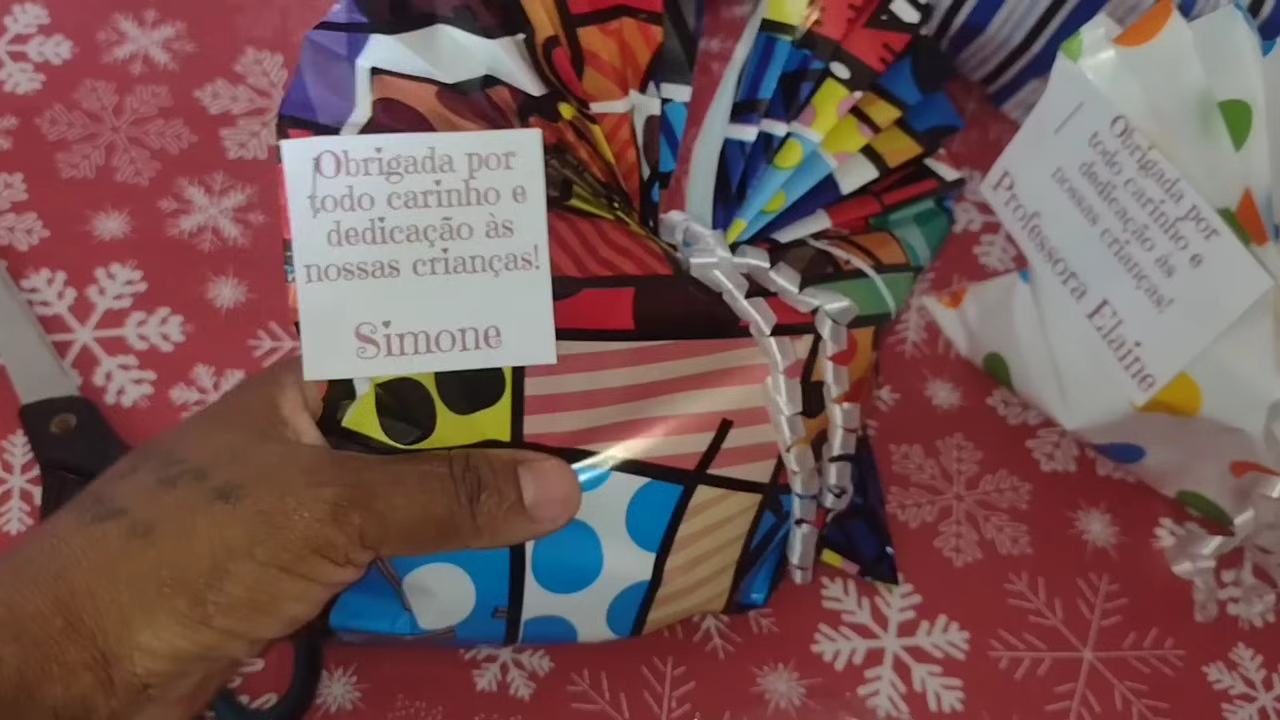 Obrigada por
todo carinho e
dedicação às
nossas crianças!
Simone
Obrigada por
todo carinho e
dedicação às
nossas crianças!
Professora Elaine